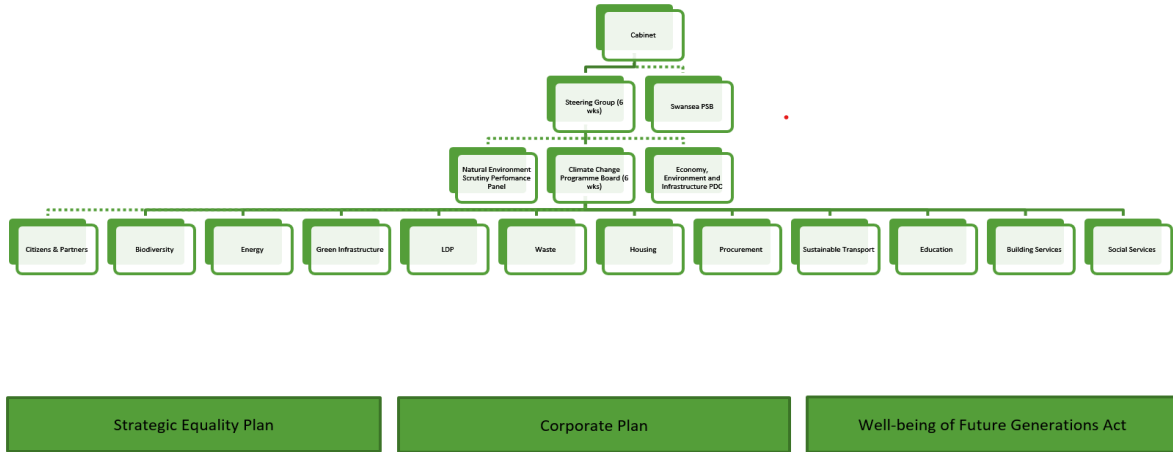 Cabinet
Steering Group (6
wks)
Swansea PSB
Natural Environment
Scrutiny Perfomance
Panel
Climate Change
Programme Board (6
wks)
Economy,
Environment and
Infrastructure PDC
Citizens & Partners
Biodiversity
Energy
Green Infrastructure
LDP
Waste
Housing
Procurement
Sustainable Transport
Education
Building Services
Social Services
Strategic Equality Plan
Corporate Plan
Well-being of Future Generations Act